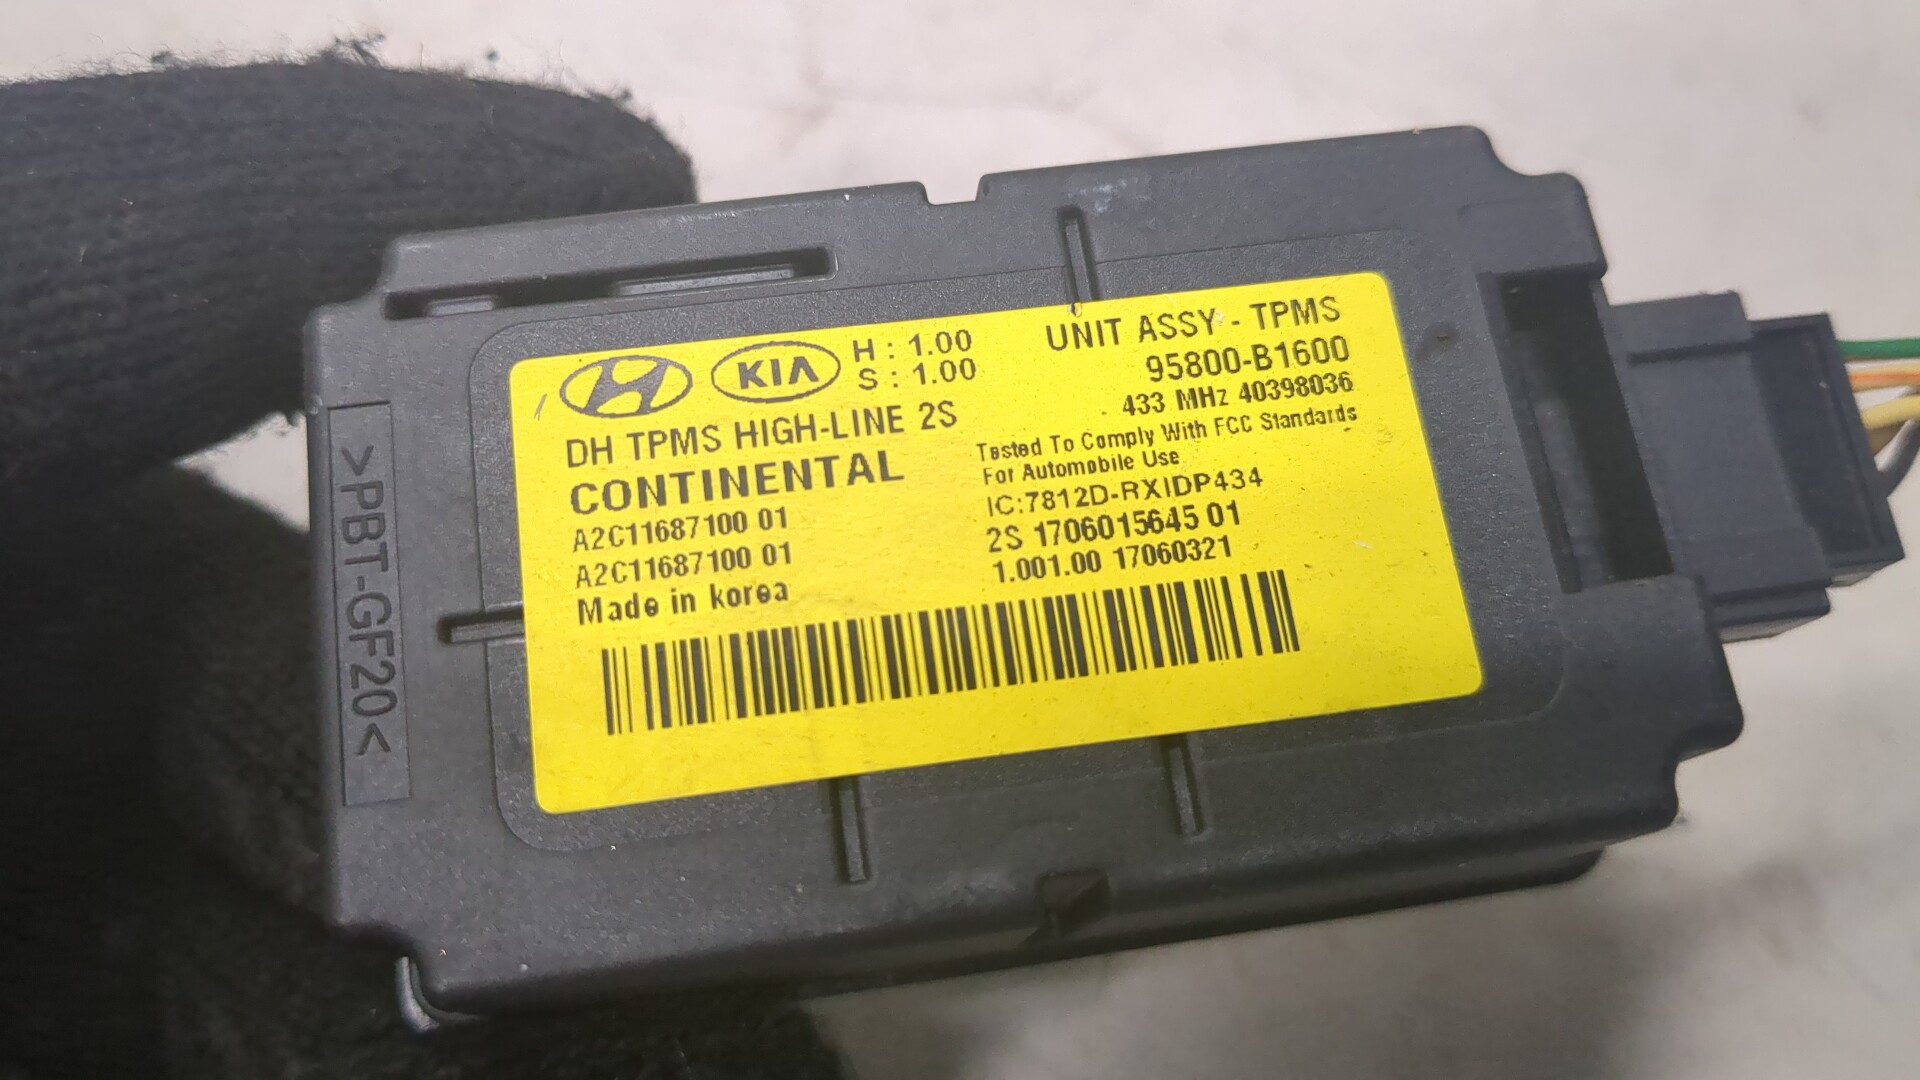 KIA
H : 1.00
S : 1.00
DH TPMS HIGH-LINE 2S
CONTINENTAL
A2C11687100 01
A2C11687100 01
Made in korea
UNIT ASSY - TPMS
95800-B1600
433 MHz 40398036
Tested To Comply With FCC Standards
For Automobile Use
IC:7812D-RXIDP434
2S 1706015645 01
1.001.00 17060321
>PBT-GF20<